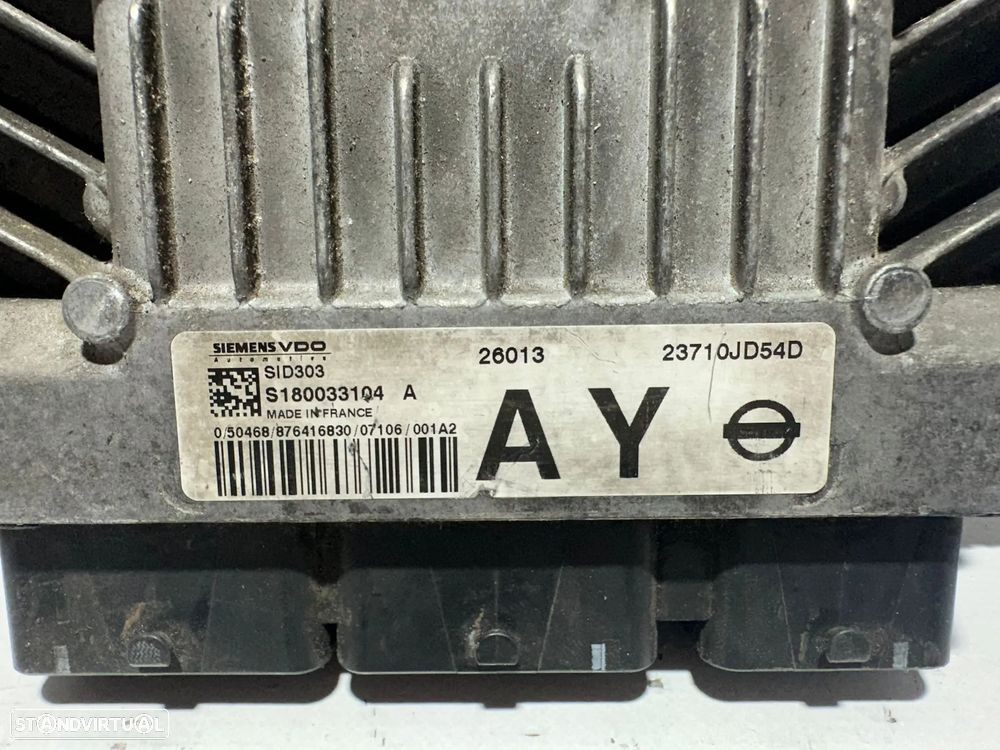 SIEMENS VDO
Automotive
SID303
S180033104 A
MADE IN FRANCE
0/50468/876416830/07106/001A2
26013
23710JD54D
AY
STANDVIRTUAL